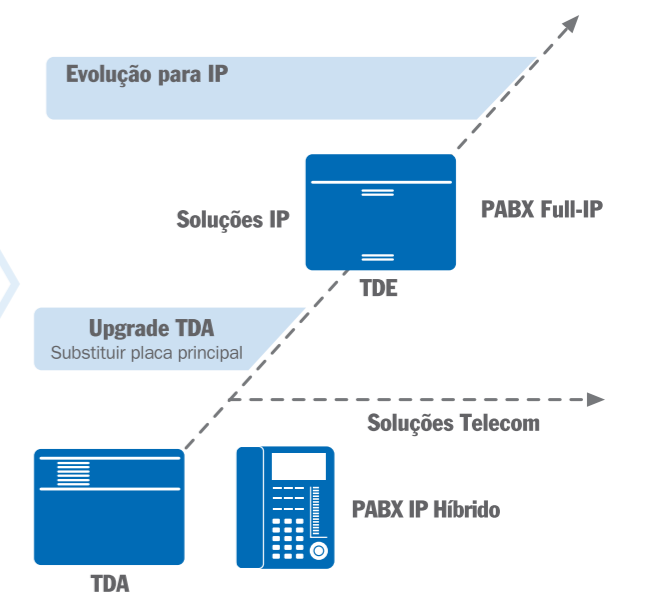 Evolução para IP
Soluções IP
PABX Full-IP
TDE
Upgrade TDA
Substituir placa principal
Soluções Telecom
PABX IP Híbrido
TDA